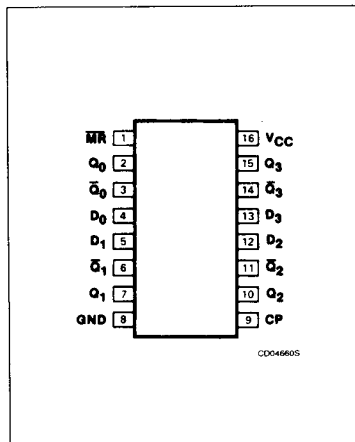 M̅R̅ 1 16 VCC
Q0 2 15 Q3
Q̅0 3 14 Q̅3
D0 4 13 D3
D1 5 12 D2
Q̅1 6 11 Q̅2
Q1 7 10 Q2
GND 8 9 CP
CD04660S